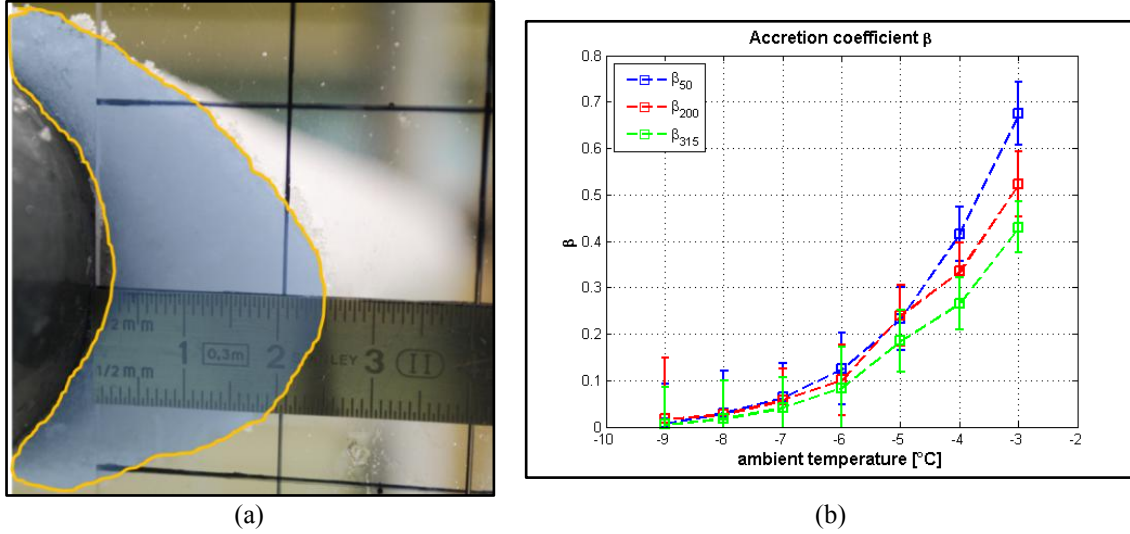 2 m m
1 0,3m 2 LEY 3 II
1/2 m m
(a)
Accretion coefficient β
0.8
0.7
0.6
0.5
0.4
0.3
0.2
0.1
0
β
β50
β200
β315
-10 -9 -8 -7 -6 -5 -4 -3 -2
ambient temperature [°C]
(b)